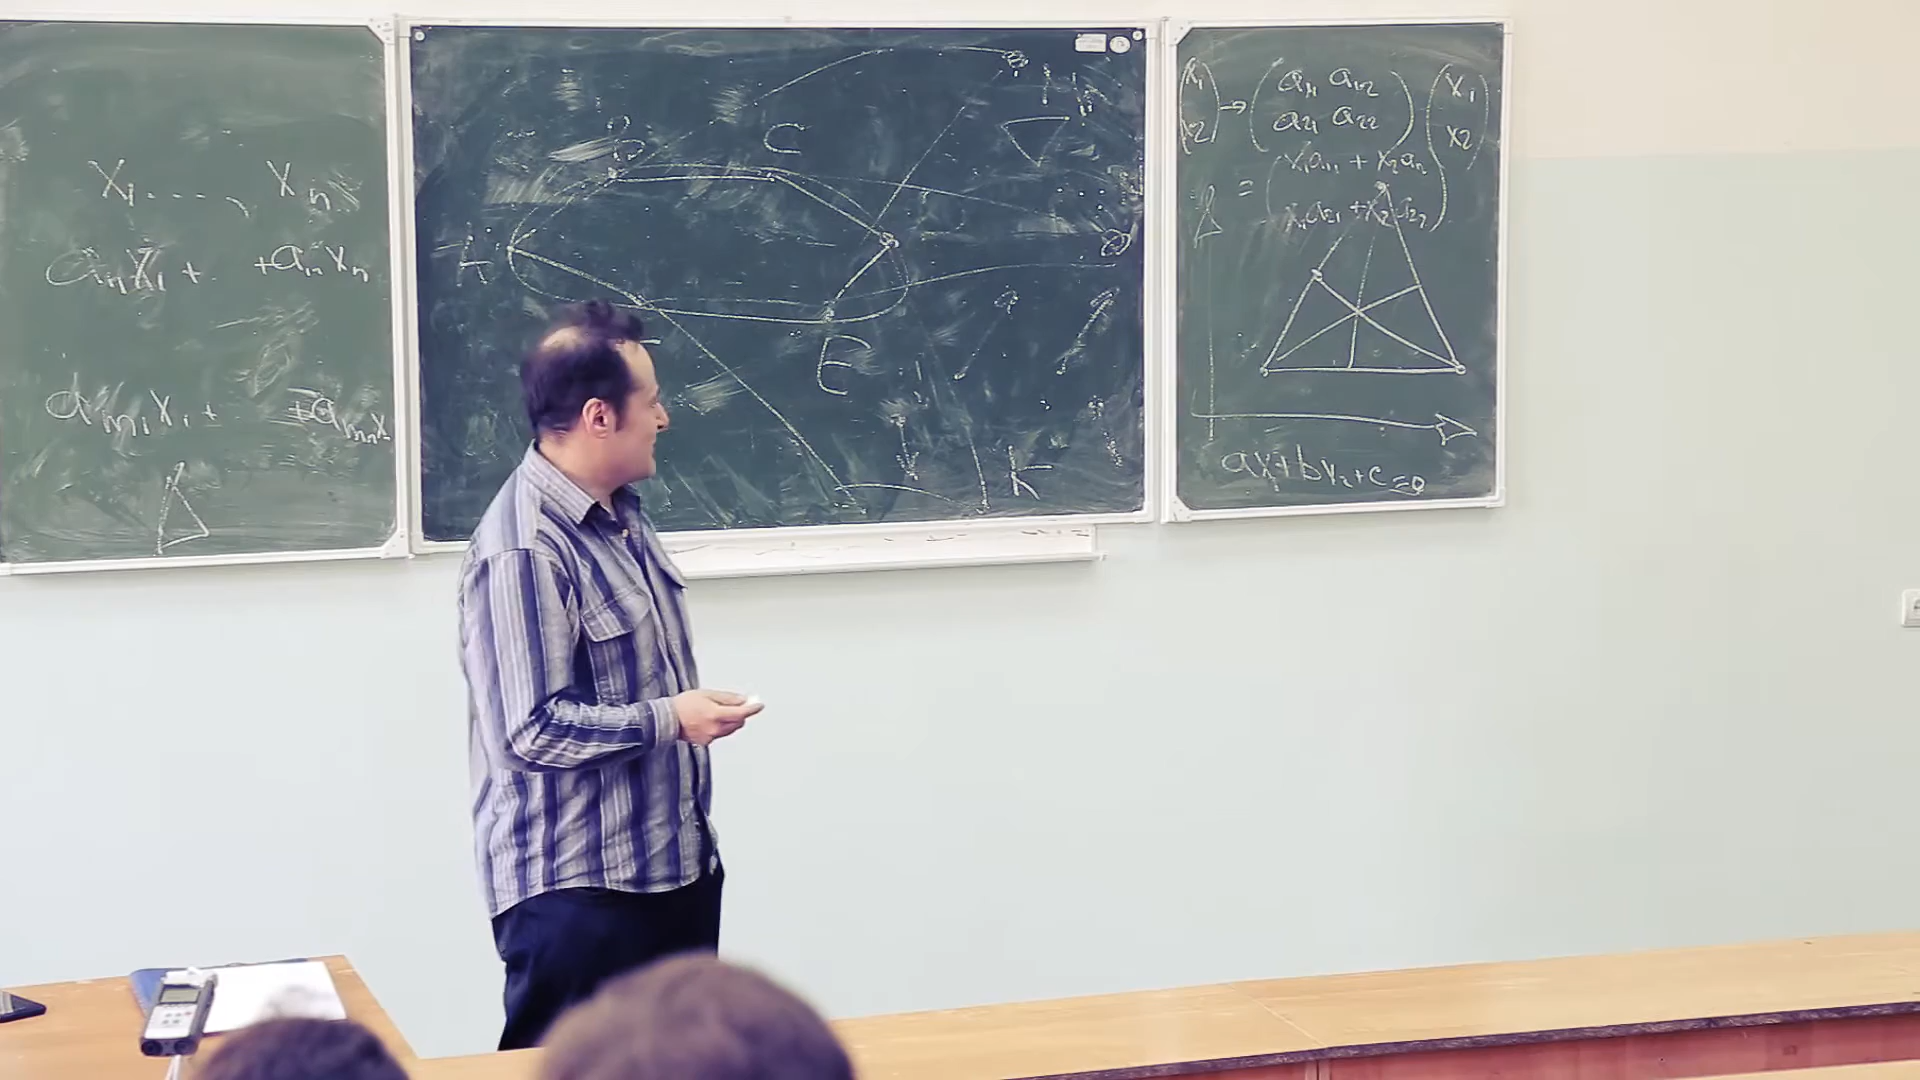 x₁ ..., xₙ
a₁₁x₁ + +a₁ₙxₙ
aₘ₁x₁+ +aₘₙx
B
C
A
D
E
K
(x₁ x₂) → (a₁₁ a₁₂ a₂₁ a₂₂) (x₁ x₂)
= (x₁a₁₁ + x₂a₁₂
x₁a₂₁ + x₂a₂₂)
ax₁+bx₂+c=0